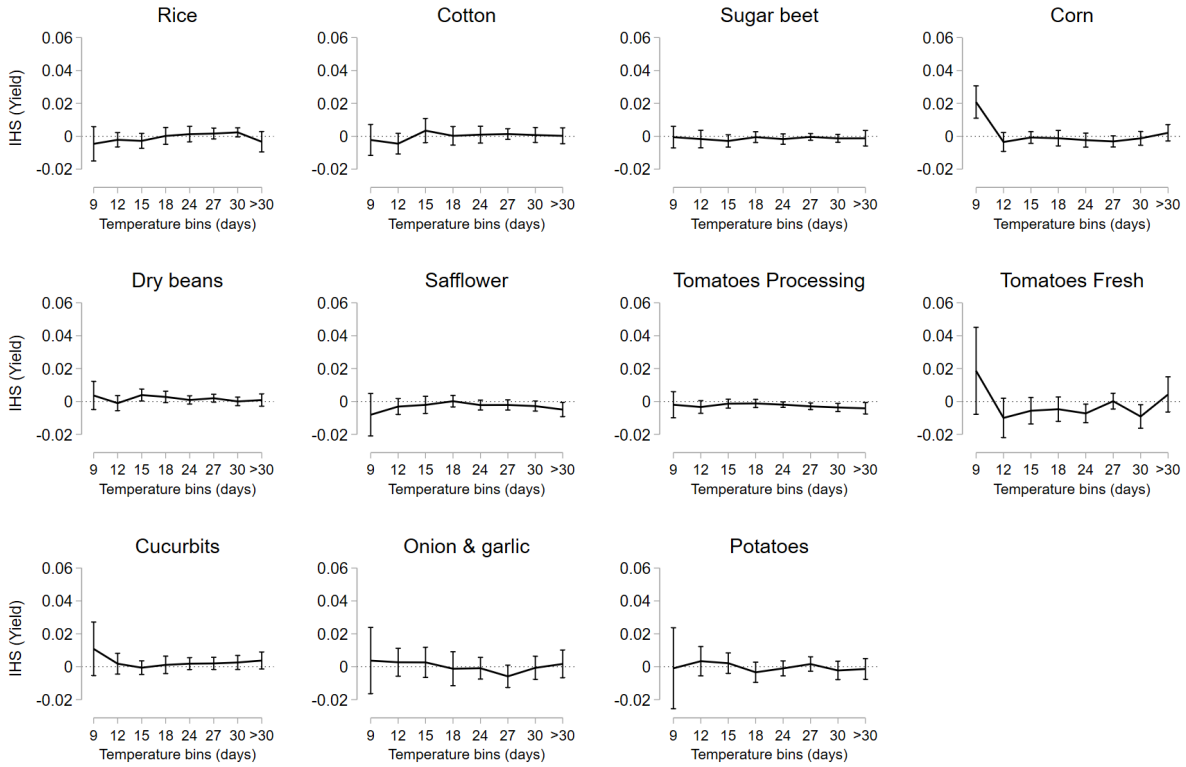 Rice
Cotton
Sugar beet
Corn
IHS (Yield)
0.06
0.04
0.02
0
-0.02
9 12 15 18 24 27 30 >30
Temperature bins (days)
0.06
0.04
0.02
0
-0.02
9 12 15 18 24 27 30 >30
Temperature bins (days)
0.06
0.04
0.02
0
-0.02
9 12 15 18 24 27 30 >30
Temperature bins (days)
0.06
0.04
0.02
0
-0.02
9 12 15 18 24 27 30 >30
Temperature bins (days)
Dry beans
Safflower
Tomatoes Processing
Tomatoes Fresh
IHS (Yield)
0.06
0.04
0.02
0
-0.02
9 12 15 18 24 27 30 >30
Temperature bins (days)
0.06
0.04
0.02
0
-0.02
9 12 15 18 24 27 30 >30
Temperature bins (days)
0.06
0.04
0.02
0
-0.02
9 12 15 18 24 27 30 >30
Temperature bins (days)
0.06
0.04
0.02
0
-0.02
9 12 15 18 24 27 30 >30
Temperature bins (days)
Cucurbits
Onion & garlic
Potatoes
IHS (Yield)
0.06
0.04
0.02
0
-0.02
9 12 15 18 24 27 30 >30
Temperature bins (days)
0.06
0.04
0.02
0
-0.02
9 12 15 18 24 27 30 >30
Temperature bins (days)
0.06
0.04
0.02
0
-0.02
9 12 15 18 24 27 30 >30
Temperature bins (days)